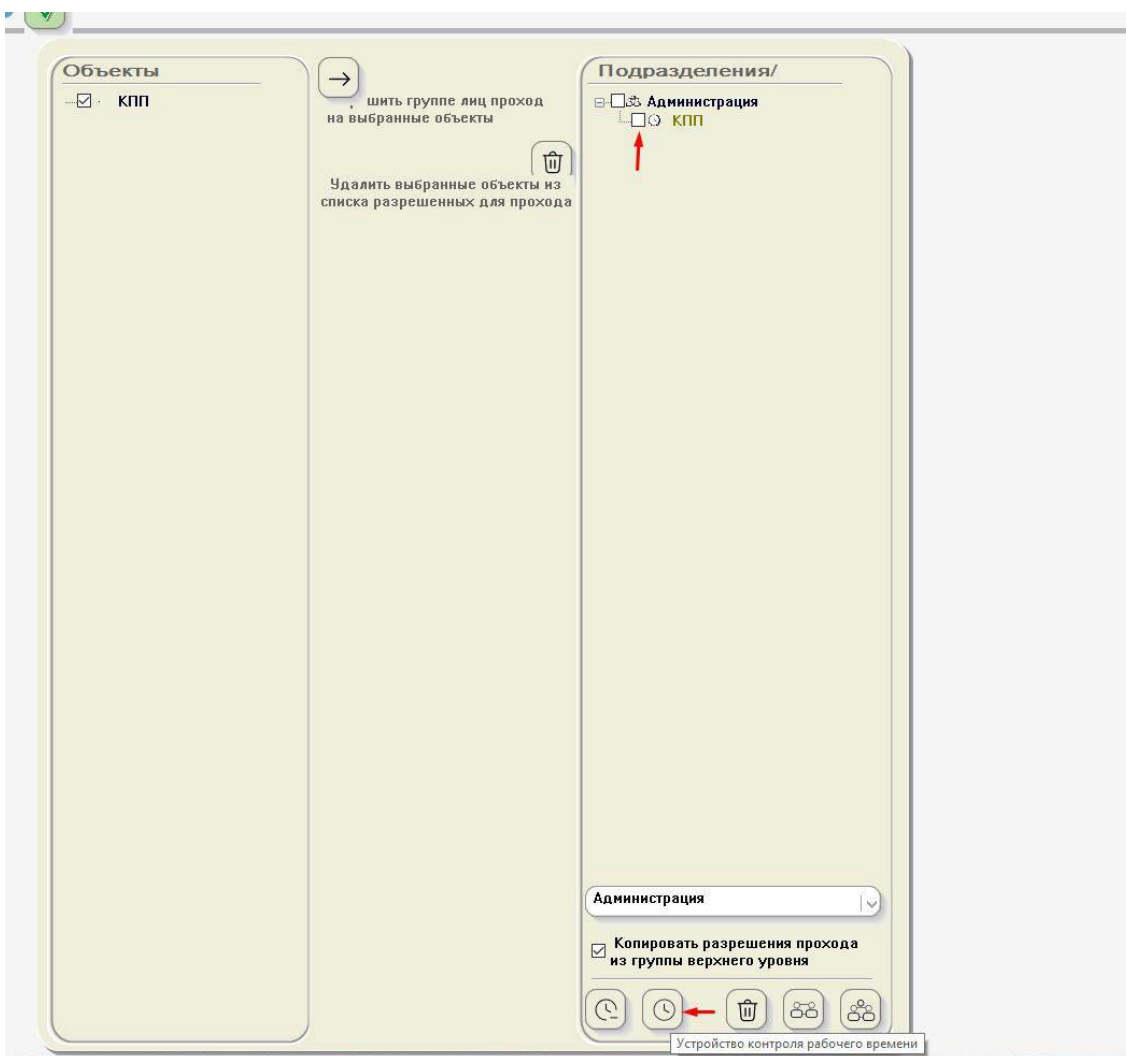 Объекты
КПП
шить группе лиц проход
на выбранные объекты
Удалить выбранные объекты из
списка разрешенных для прохода
Подразделения/
Администрация
КПП
Администрация
Копировать разрешения прохода
из группы верхнего уровня
Устройство контроля рабочего времени